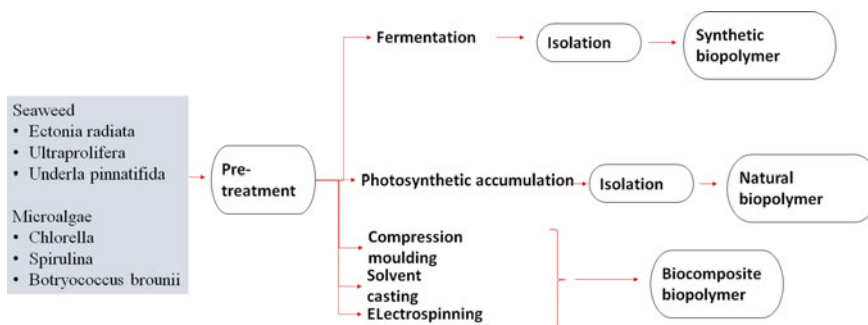 Seaweed
• Ectonia radiata
• Ultraprolifera
• Underla pinnatifida
Microalgae
• Chlorella
• Spirulina
• Botryococcus brounii
Pre-
treatment
Fermentation
Isolation
Synthetic
biopolymer
Photosynthetic accumulation
Isolation
Natural
biopolymer
Compression
moulding
Solvent
casting
ELectrospinning
Biocomposite
biopolymer